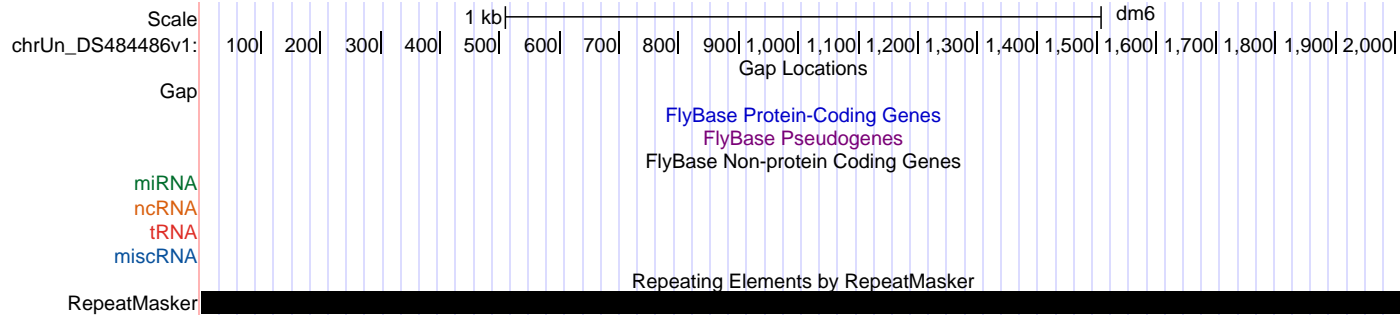 Scale 1 kb dm6
chrUn_DS484486v1: 100 200 300 400 500 600 700 800 900 1,000 1,100 1,200 1,300 1,400 1,500 1,600 1,700 1,800 1,900 2,000
Gap Locations
Gap
FlyBase Protein-Coding Genes
FlyBase Pseudogenes
FlyBase Non-protein Coding Genes
miRNA
ncRNA
tRNA
miscRNA
Repeating Elements by RepeatMasker
RepeatMasker